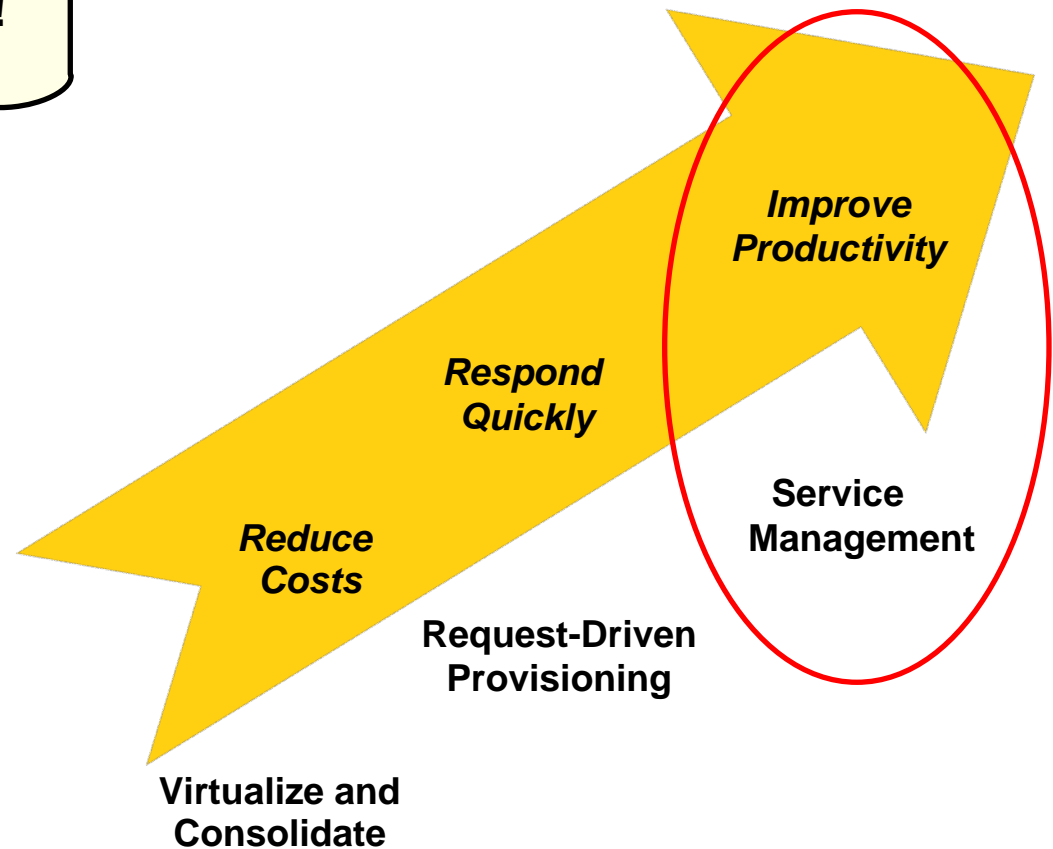 !
Improve
Productivity
Respond
Quickly
Reduce
Costs
Service
Management
Request-Driven
Provisioning
Virtualize and
Consolidate